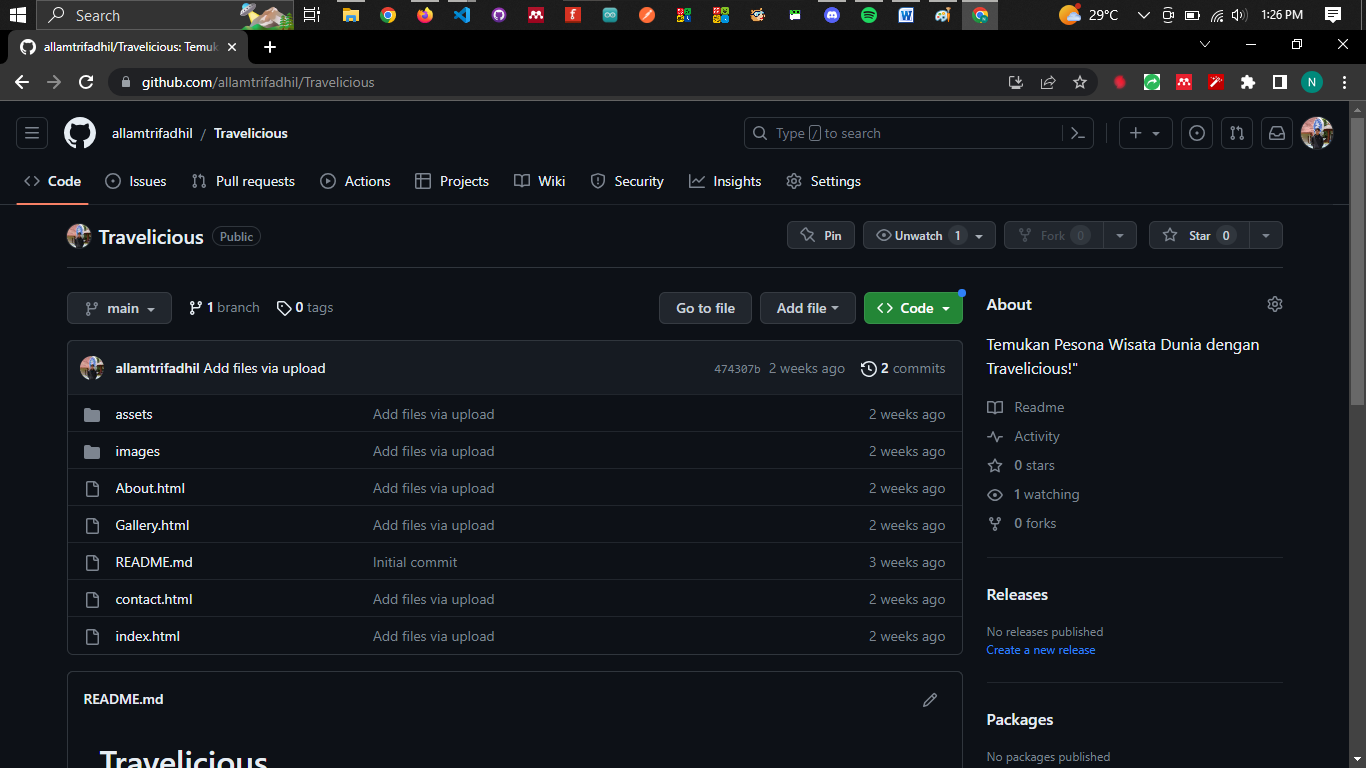 Search
29°C
1:26 PM
allamtrifadhil/Travelicious: Temuk
github.com/allamtrifadhil/Travelicious
N
allamtrifadhil / Travelicious
Type / to search
Code Issues Pull requests Actions Projects Wiki Security Insights Settings
Travelicious Public
Pin Unwatch 1 Fork 0 Star 0
main 1 branch 0 tags Go to file Add file Code
allamtrifadhil Add files via upload 474307b 2 weeks ago 2 commits
assets Add files via upload 2 weeks ago
images Add files via upload 2 weeks ago
About.html Add files via upload 2 weeks ago
Gallery.html Add files via upload 2 weeks ago
README.md Initial commit 3 weeks ago
contact.html Add files via upload 2 weeks ago
index.html Add files via upload 2 weeks ago
README.md
Travelicious
About
Temukan Pesona Wisata Dunia dengan
Travelicious!"
Readme
Activity
0 stars
1 watching
0 forks
Releases
No releases published
Create a new release
Packages
No packages published